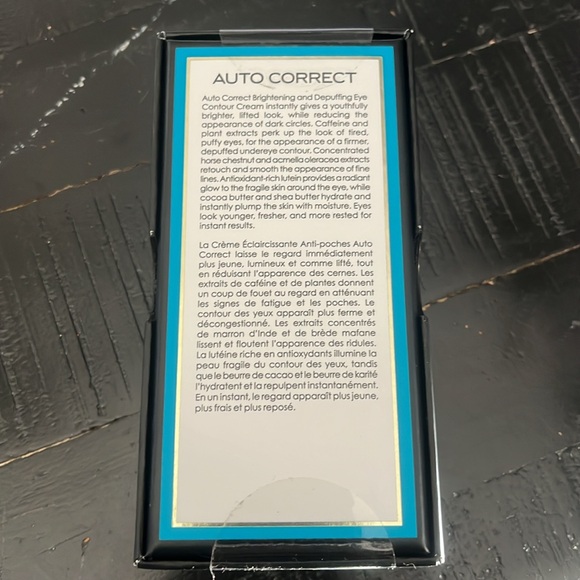 AUTO CORRECT
Auto Correct Brightening and Depuffing Eye
Contour Cream instantly gives a youthfully
brighter, lifted look, while reducing the
appearance of dark circles. Caffeine and
plant extracts perk up the look of tired,
puffy eyes, for the appearance of a firmer,
depuffed undereye contour. Concentrated
horse chestnut and acmella oleracea extracts
retouch and smooth the appearance of fine
lines. Antioxidant-rich lutein provides a radiant
glow to the fragile skin around the eye, while
cocoa butter and shea butter hydrate and
instantly plump the skin with moisture. Eyes
look younger, fresher, and more rested for
instant results.
La Crème Éclaircissante Anti-poches Auto
Correct laisse le regard immédiatement
plus jeune, lumineux et comme lifté, tout
en réduisant l'apparence des cernes. Les
extraits de caféine et de plantes donnent
un coup de fouet au regard en atténuant
les signes de fatigue et les poches. Le
contour des yeux apparaît plus ferme et
décongestionné. Les extraits concentrés
de marron d'Inde et de brède mafane
lissent et floutent l'apparence des ridules.
La lutéine riche en antioxydants illumine la
peau fragile du contour des yeux, tandis
que le beurre de cacao et le beurre de karité
l'hydratent et la repulpent instantanément.
En un instant, le regard apparaît plus jeune,
plus frais et plus reposé.